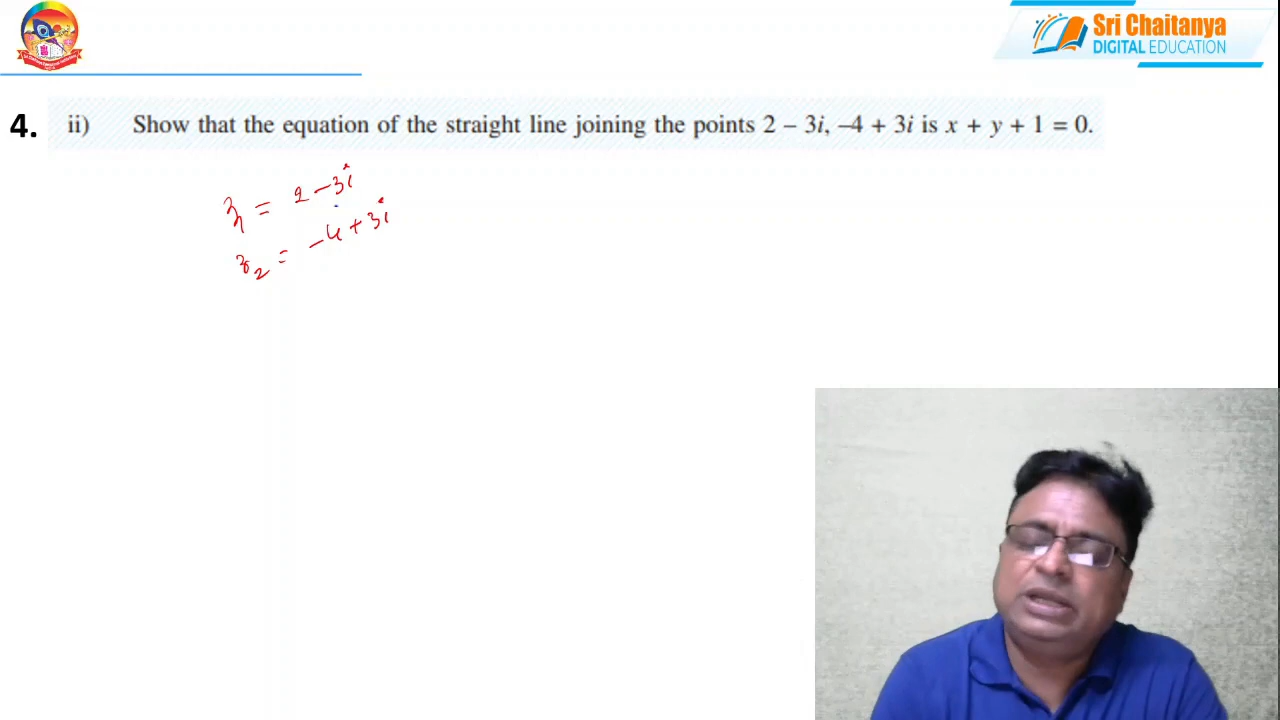 Sri Chaitanya
DIGITAL EDUCATION
4. ii) Show that the equation of the straight line joining the points 2 – 3i, –4 + 3i is x + y + 1 = 0.
z₁ = 2 – 3i
z₂ = –4 + 3i